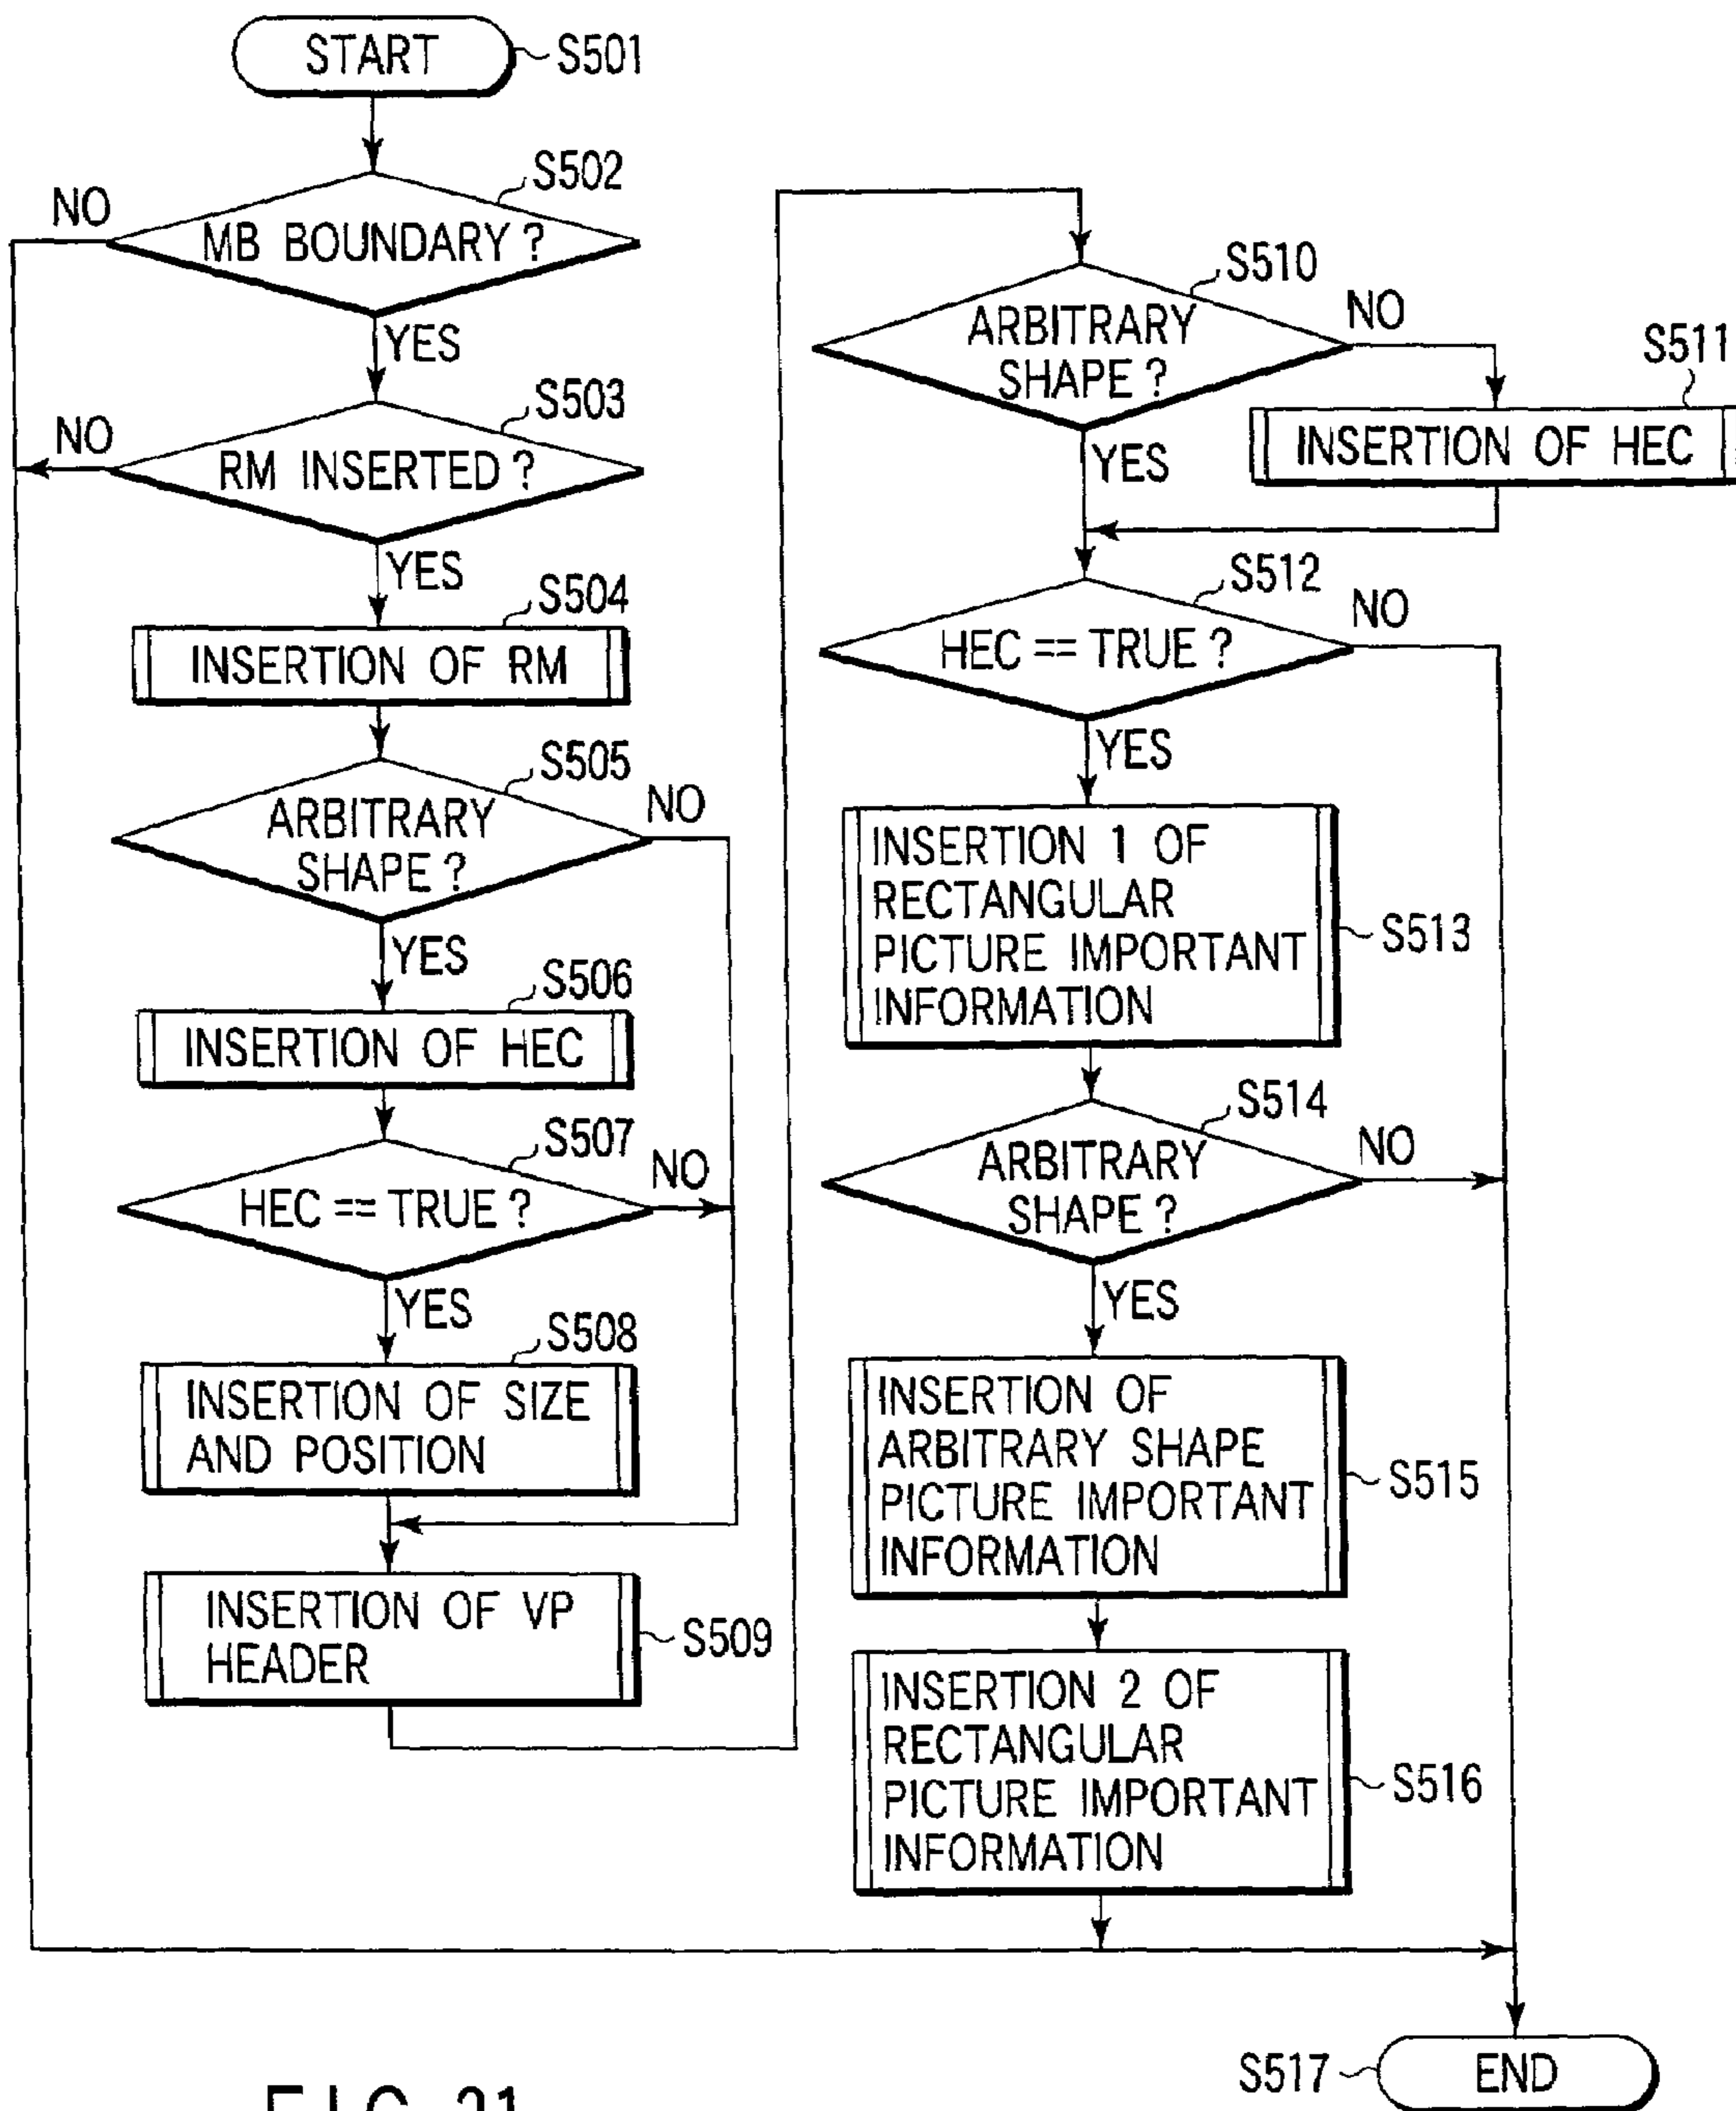 START
S501
S502
NO
MB BOUNDARY?
YES
S503
NO
RM INSERTED?
YES
S504
INSERTION OF RM
S505
ARBITRARY
SHAPE?
NO
YES
S506
INSERTION OF HEC
S507
HEC == TRUE?
NO
YES
S508
INSERTION OF SIZE
AND POSITION
INSERTION OF VP
HEADER
S509
S510
ARBITRARY
SHAPE?
NO
S511
INSERTION OF HEC
YES
S512
HEC == TRUE?
NO
YES
INSERTION 1 OF
RECTANGULAR
PICTURE IMPORTANT
INFORMATION
S513
S514
ARBITRARY
SHAPE?
NO
YES
INSERTION OF
ARBITRARY SHAPE
PICTURE IMPORTANT
INFORMATION
S515
INSERTION 2 OF
RECTANGULAR
PICTURE IMPORTANT
INFORMATION
S516
S517
END
FIG. 31